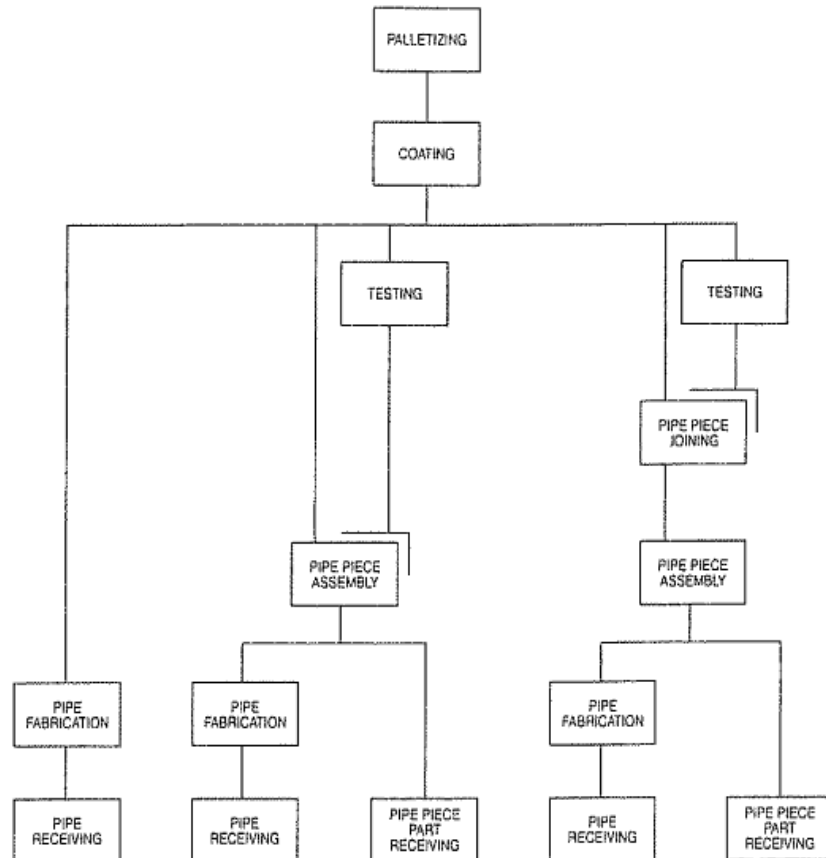 PALLETIZING
COATING
TESTING
TESTING
PIPE PIECE
JOINING
PIPE PIECE
ASSEMBLY
PIPE PIECE
ASSEMBLY
PIPE
FABRICATION
PIPE
FABRICATION
PIPE
FABRICATION
PIPE
RECEIVING
PIPE
RECEIVING
PIPE PIECE
PART
RECEIVING
PIPE
RECEIVING
PIPE PIECE
PART
RECEIVING